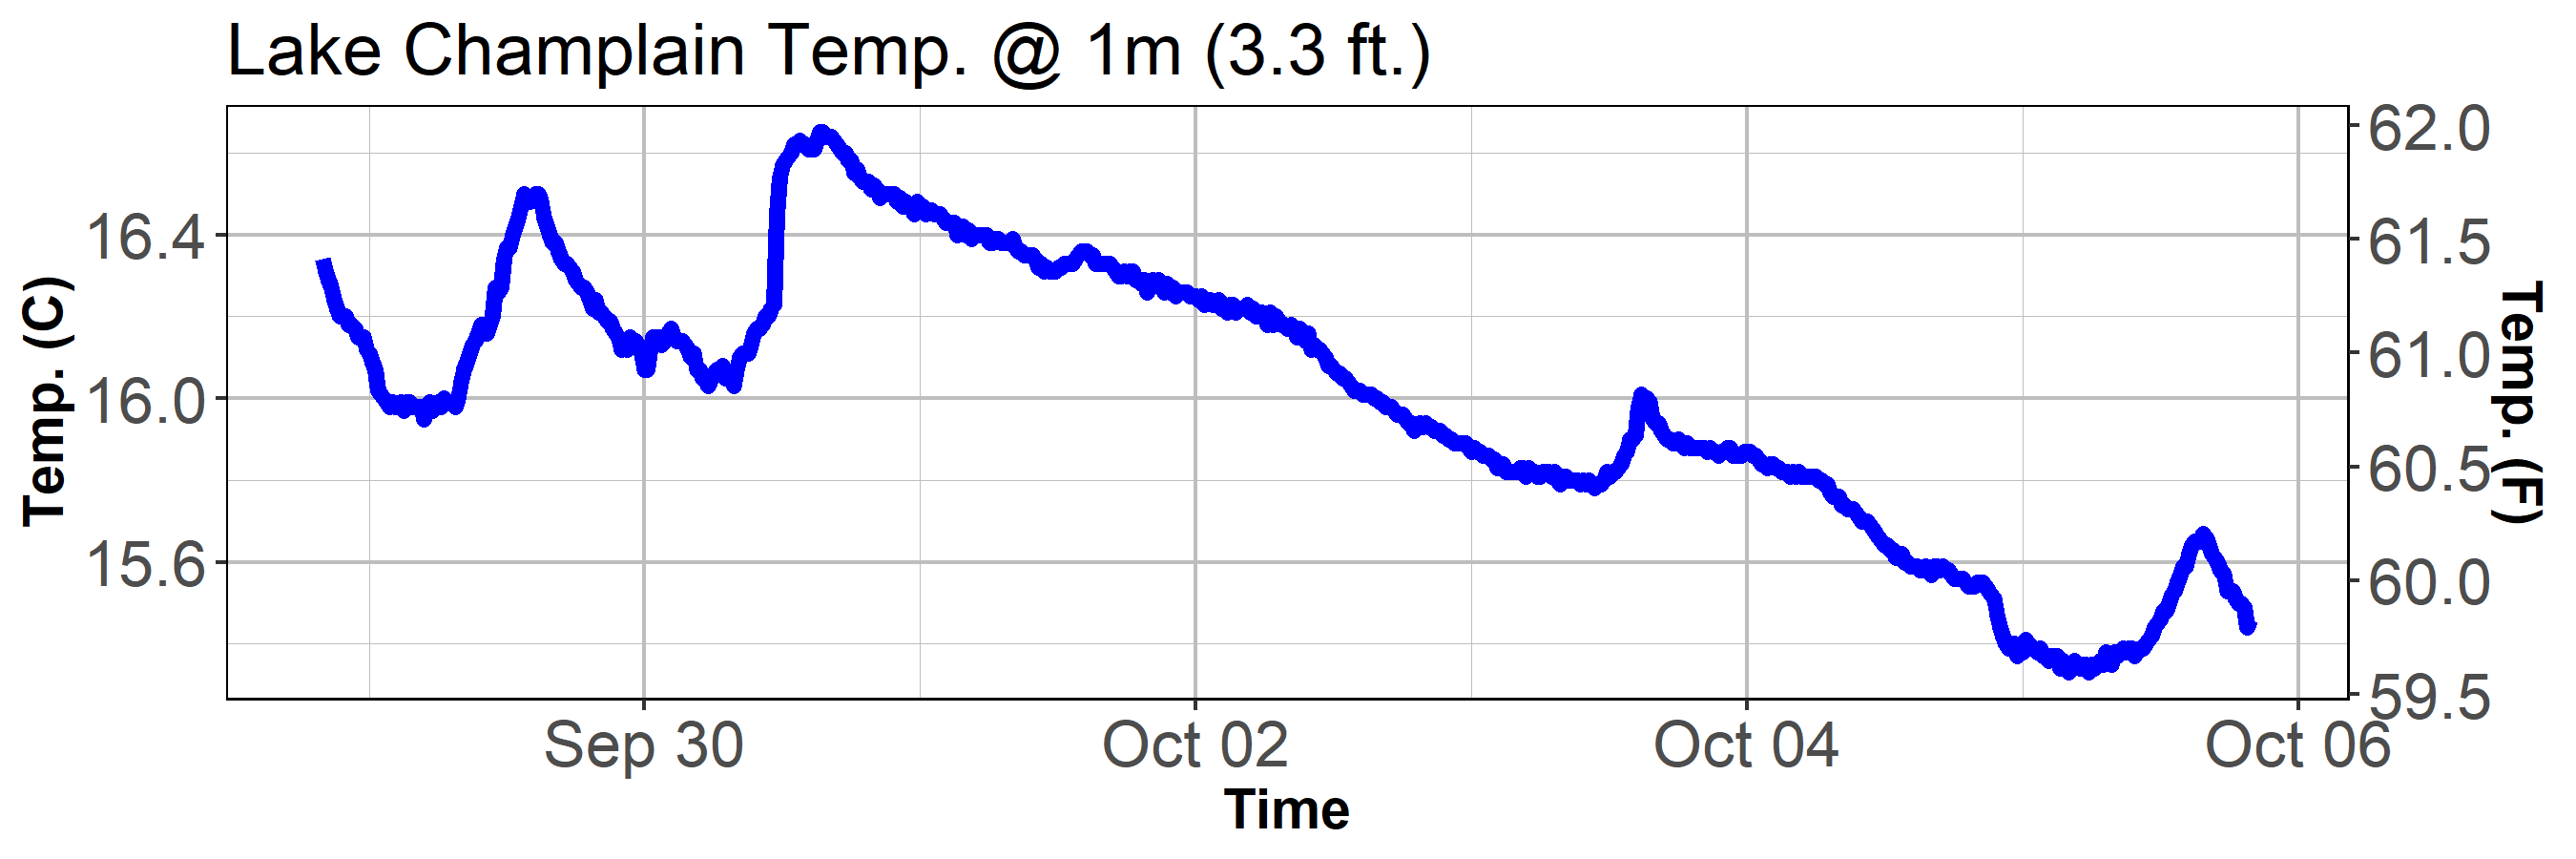 Lake Champlain Temp. @ 1m (3.3 ft.)
Temp. (C)
16.4
16.0
15.6
62.0
61.5
61.0
60.5
60.0
59.5
Temp. (F)
Sep 30
Oct 02
Oct 04
Oct 06
Time